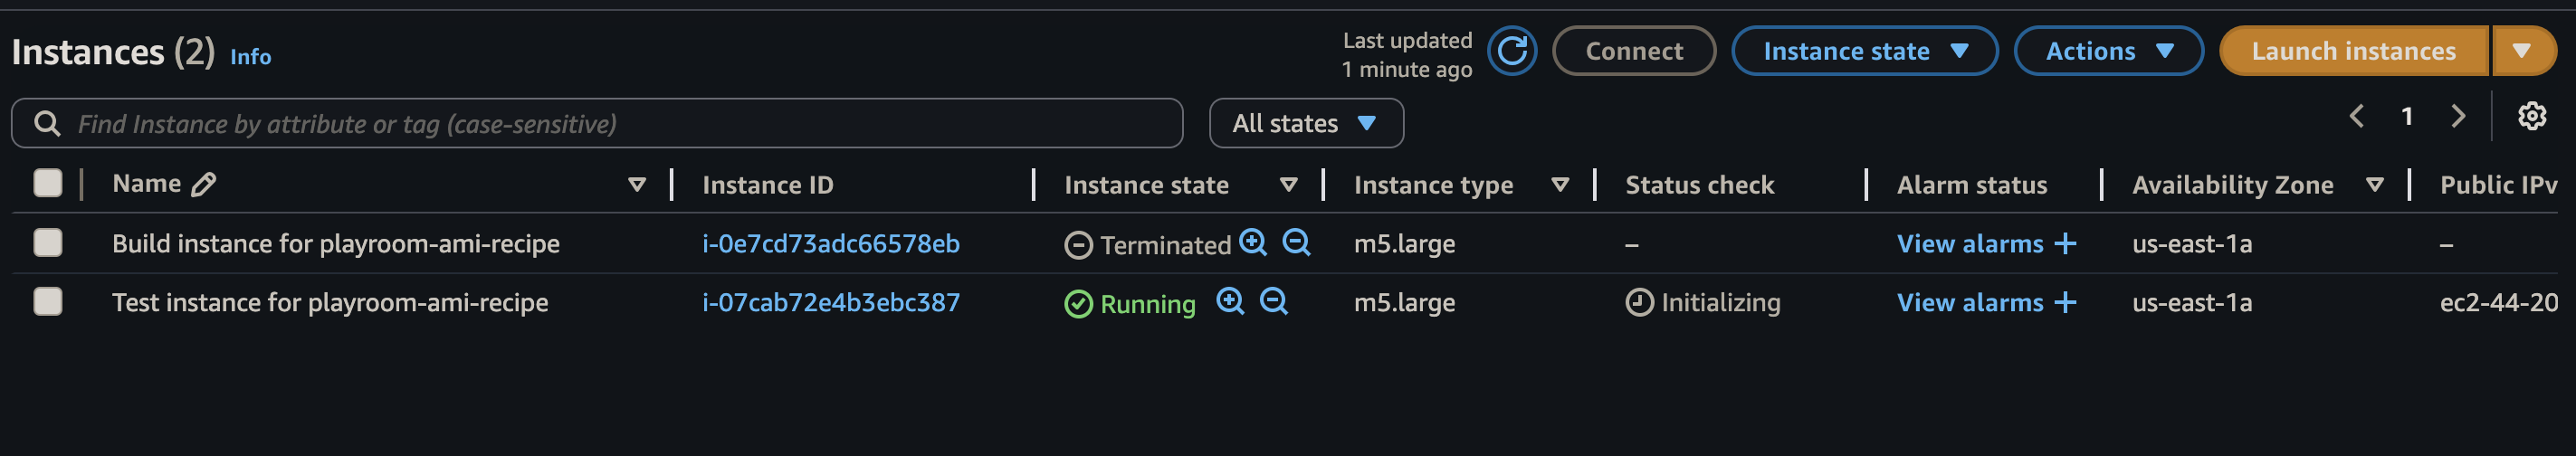 Instances (2) Info
Last updated
1 minute ago
Connect
Instance state
Actions
Launch instances
Find Instance by attribute or tag (case-sensitive)
All states
1
Name Instance ID Instance state Instance type Status check Alarm status Availability Zone Public IPv
Build instance for playroom-ami-recipe i-0e7cd73adc66578eb Terminated m5.large – View alarms + us-east-1a –
Test instance for playroom-ami-recipe i-07cab72e4b3ebc387 Running m5.large Initializing View alarms + us-east-1a ec2-44-20